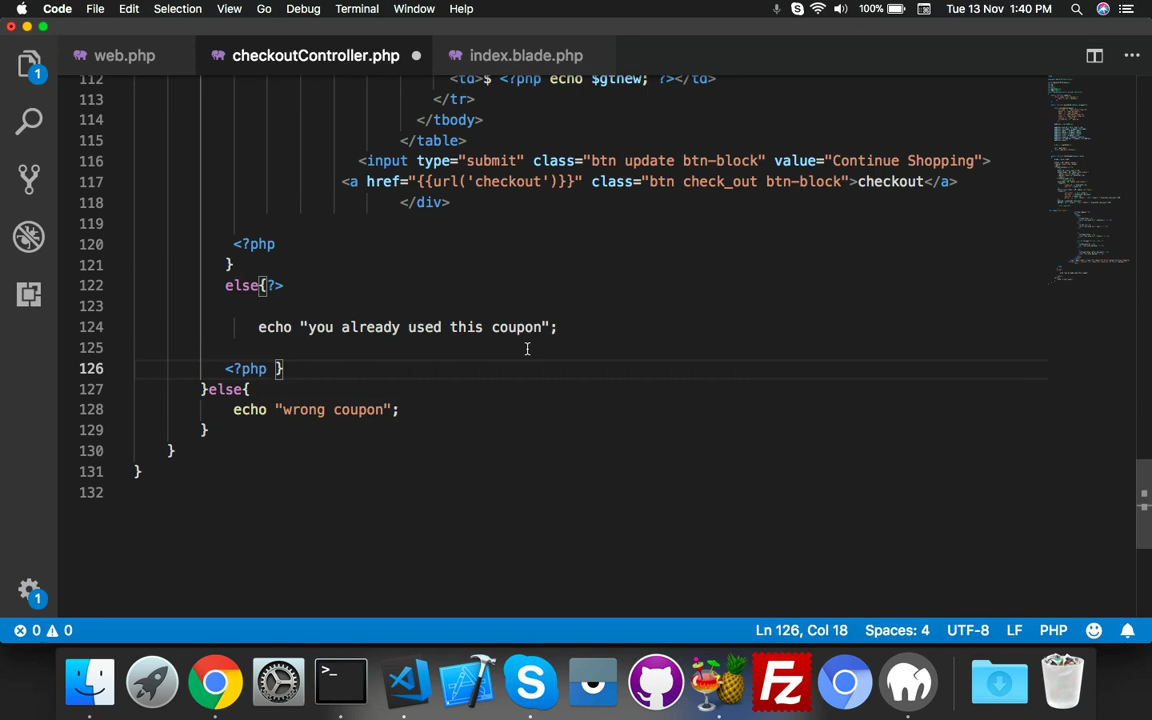 Code File Edit Selection View Go Debug Terminal Window Help 100% Tue 13 Nov 1:40 PM
web.php checkoutController.php index.blade.php
112 <td>$ <?php echo $gtnew; ?></td>
113 </tr>
114 </tbody>
115 </table>
116 <input type="submit" class="btn update btn-block" value="Continue Shopping">
117 <a href="{{url('checkout')}}" class="btn check_out btn-block">checkout</a>
118 </div>
119
120 <?php
121 }
122 else{?>
123
124 echo "you already used this coupon";
125
126 <?php }
127 }else{
128 echo "wrong coupon";
129 }
130 }
131 }
132
1
1
0 0 Ln 126, Col 18 Spaces: 4 UTF-8 LF PHP
>_ S Fz